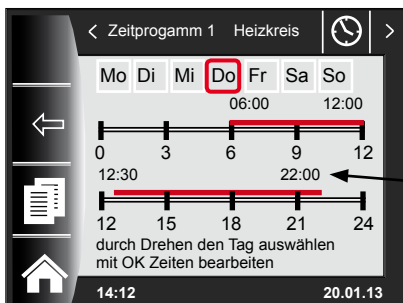 Zeitprogamm 1 Heizkreis
Mo Di Mi Do Fr Sa So
06:00 12:00
0 3 6 9 12
12:30 22:00
12 15 18 21 24
durch Drehen den Tag auswählen
mit OK Zeiten bearbeiten
14:12 20.01.13